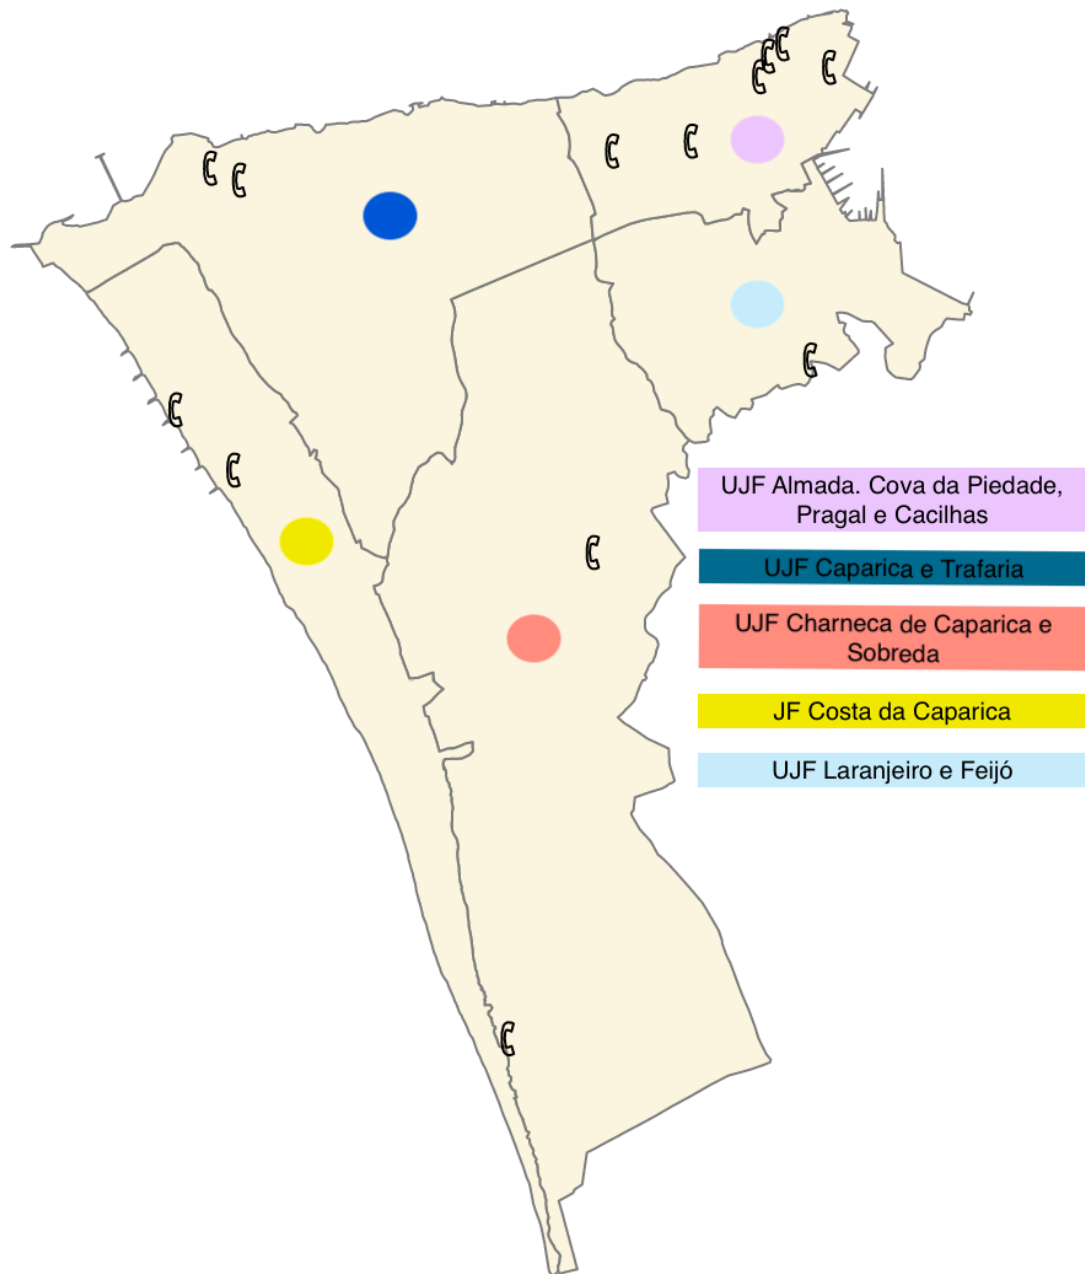 UJF Almada. Cova da Piedade,
Pragal e Cacilhas
UJF Caparica e Trafaria
UJF Charneca de Caparica e
Sobreda
JF Costa da Caparica
UJF Laranjeiro e Feijó